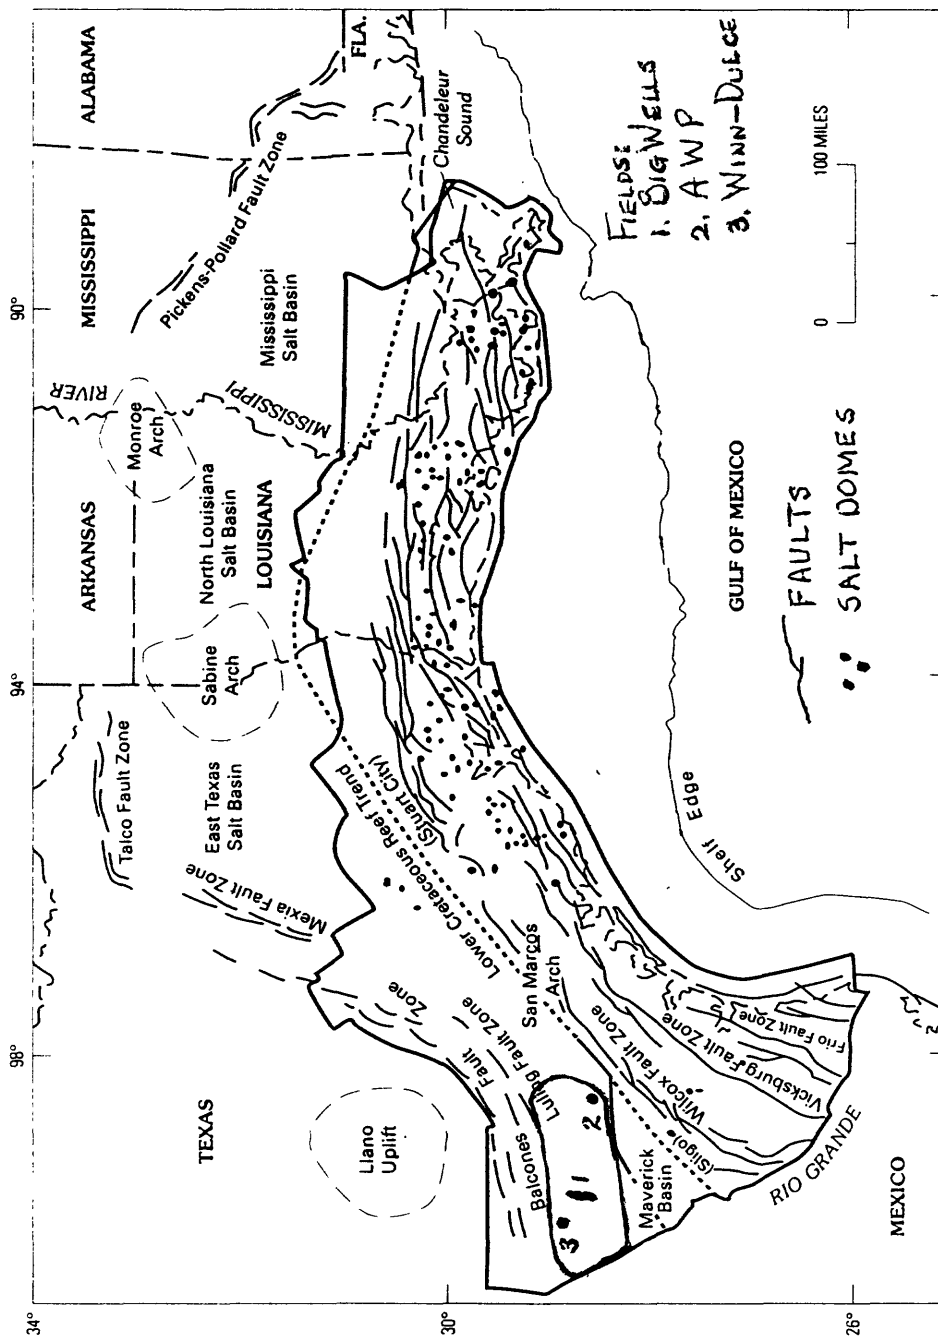 34°
30°
26°
98°
94°
90°
TEXAS
ARKANSAS
MISSISSIPPI
ALABAMA
FLA.
LOUISIANA
MEXICO
GULF OF MEXICO
Llano
Uplift
Balcones
Fault
Zone
Luling Fault Zone
Mexia Fault Zone
Talco Fault Zone
East Texas
Salt Basin
Sabine
Arch
North Louisiana
Salt Basin
Monroe
Arch
MISSISSIPPI
RIVER
Mississippi
Salt Basin
Pickens-Pollard Fault Zone
Chandeleur
Sound
Lower Cretaceous Reef Trend
(Stuart City)
San Marcos
Arch
Maverick
Basin
(Sligo)
Wilcox Fault Zone
Vicksburg Fault Zone
Frio Fault Zone
RIO GRANDE
Shelf Edge
3
1
2
FIELDS:
1. BIG WELLS
2. AWP
3. WINN-DULCE
0
100 MILES
FAULTS
SALT DOMES